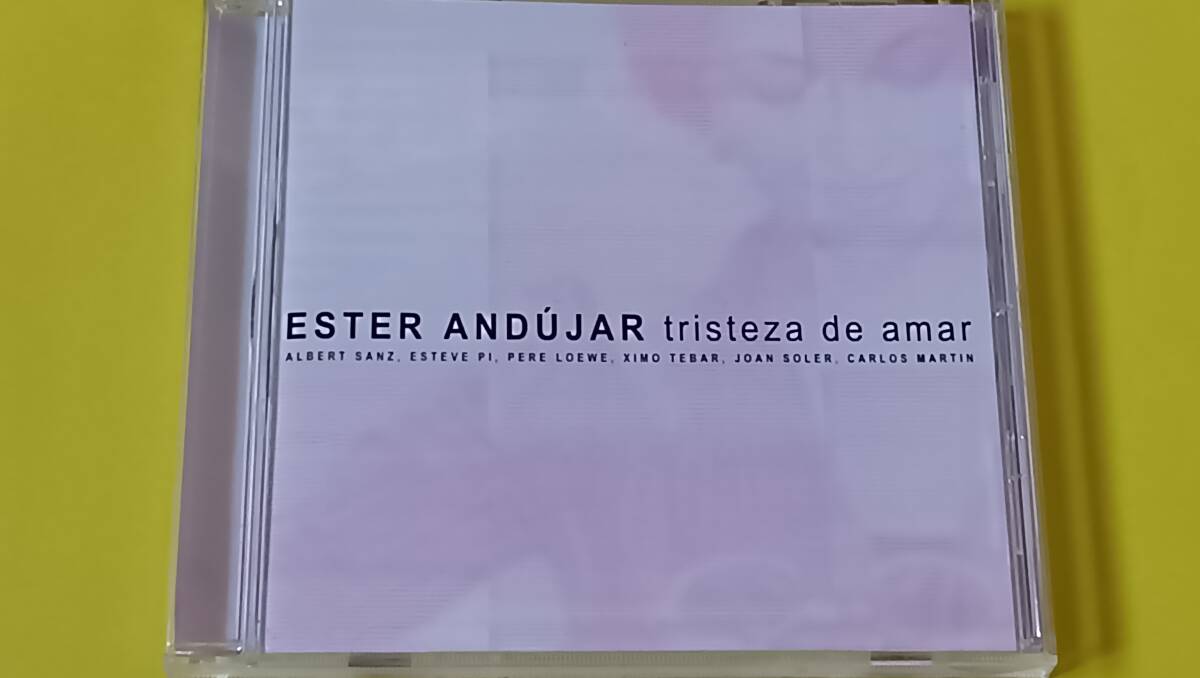 ESTER ANDÚJAR tristeza de amar
ALBERT SANZ, ESTEVE PI, PERE LOEWE, XIMO TEBAR, JOAN SOLER, CARLOS MARTIN